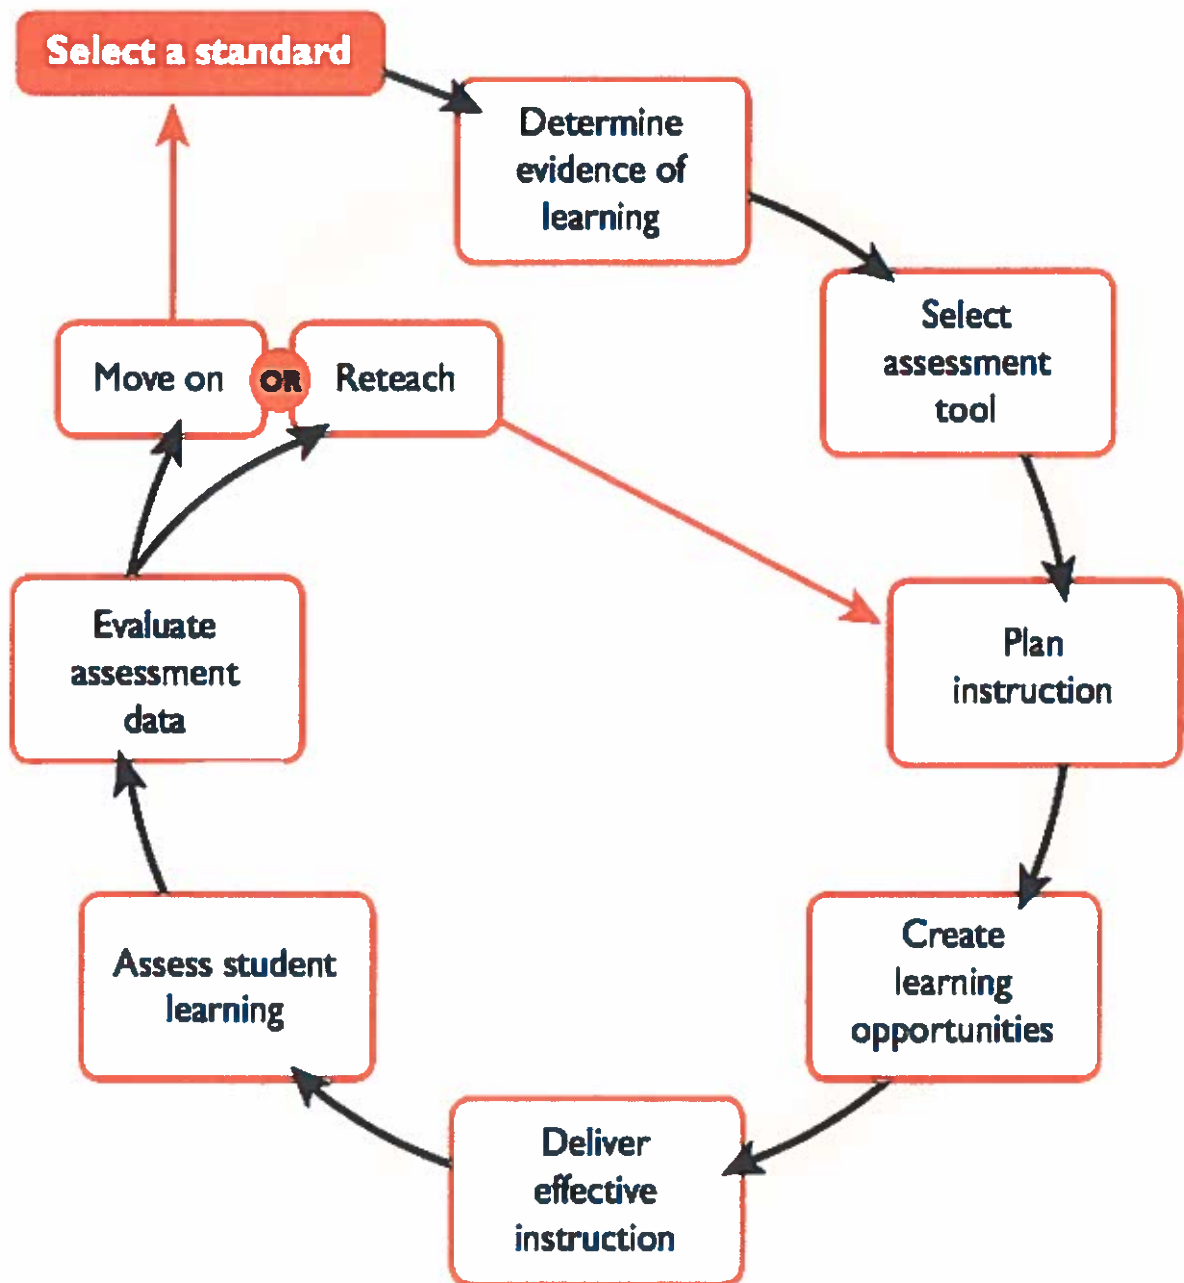 Select a standard
Determine
evidence of
learning
Select
assessment
tool
Move on
OR
Reteach
Plan
instruction
Evaluate
assessment
data
Create
learning
opportunities
Assess student
learning
Deliver
effective
instruction